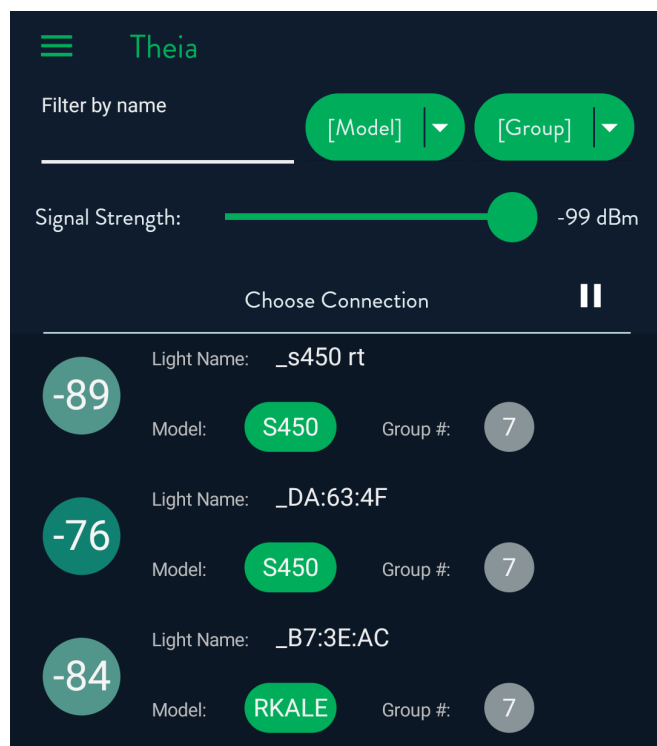 Theia
Filter by name
[Model] [Group]
Signal Strength: -99 dBm
Choose Connection
Light Name: _s450 rt
-89
Model: S450 Group #: 7
Light Name: _DA:63:4F
-76
Model: S450 Group #: 7
Light Name: _B7:3E:AC
-84
Model: RKALE Group #: 7